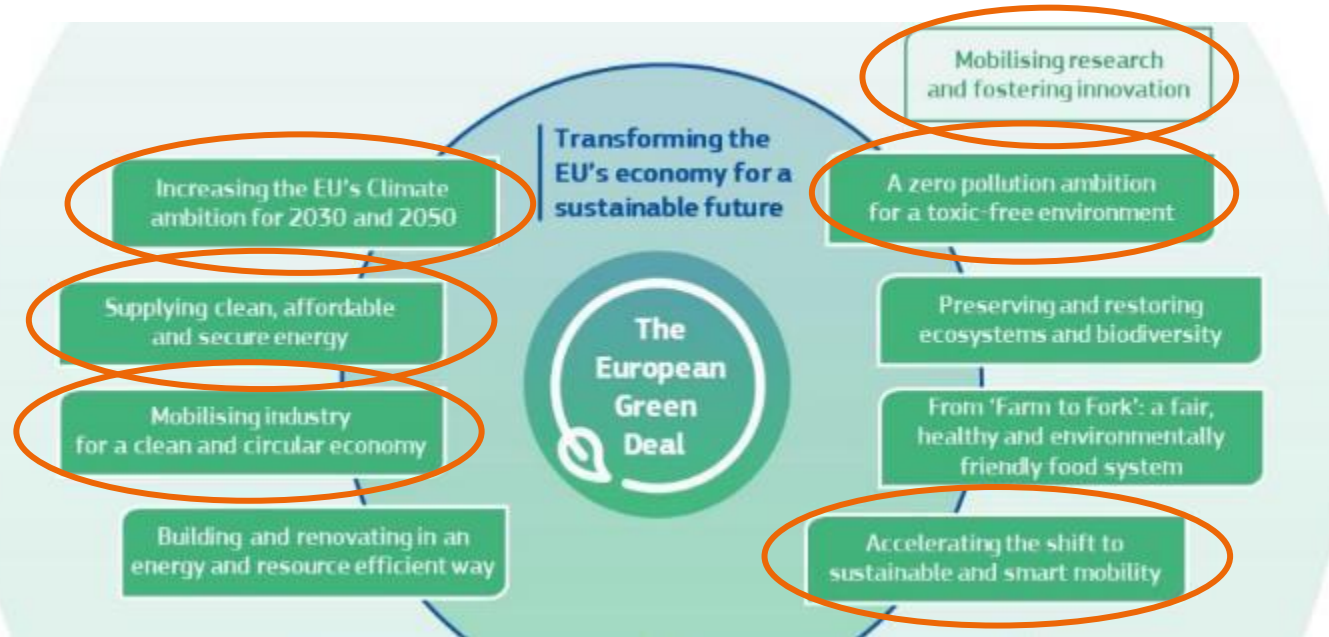 Mobilising research
and fostering innovation
Transforming the
EU's economy for a
sustainable future
Increasing the EU's Climate
ambition for 2030 and 2050
A zero pollution ambition
for a toxic-free environment
Supplying clean, affordable
and secure energy
The
European
Green
Deal
Preserving and restoring
ecosystems and biodiversity
Mobilising industry
for a clean and circular economy
From 'Farm to Fork': a fair,
healthy and environmentally
friendly food system
Building and renovating in an
energy and resource efficient way
Accelerating the shift to
sustainable and smart mobility